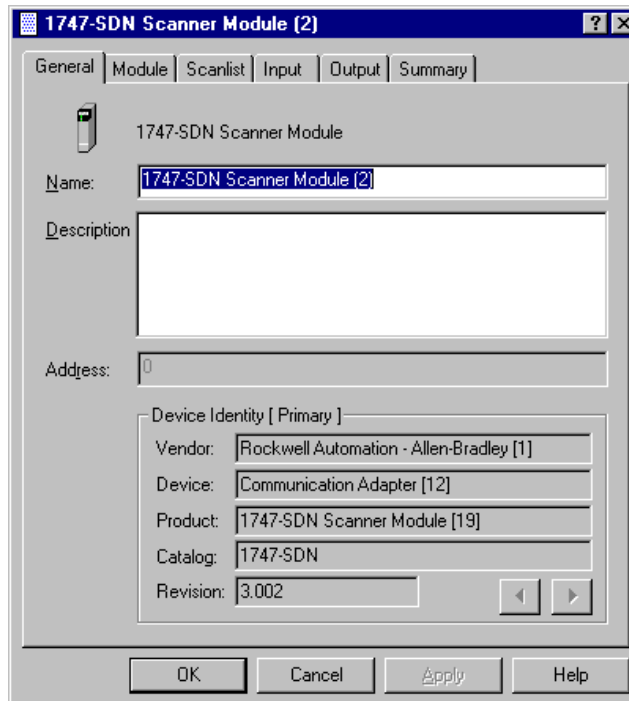 1747-SDN Scanner Module (2)
General Module Scanlist Input Output Summary
1747-SDN Scanner Module
Name: 1747-SDN Scanner Module (2)
Description
Address: 0
Device Identity [ Primary ]
Vendor: Rockwell Automation - Allen-Bradley [1]
Device: Communication Adapter [12]
Product: 1747-SDN Scanner Module [19]
Catalog: 1747-SDN
Revision: 3.002
OK Cancel Apply Help